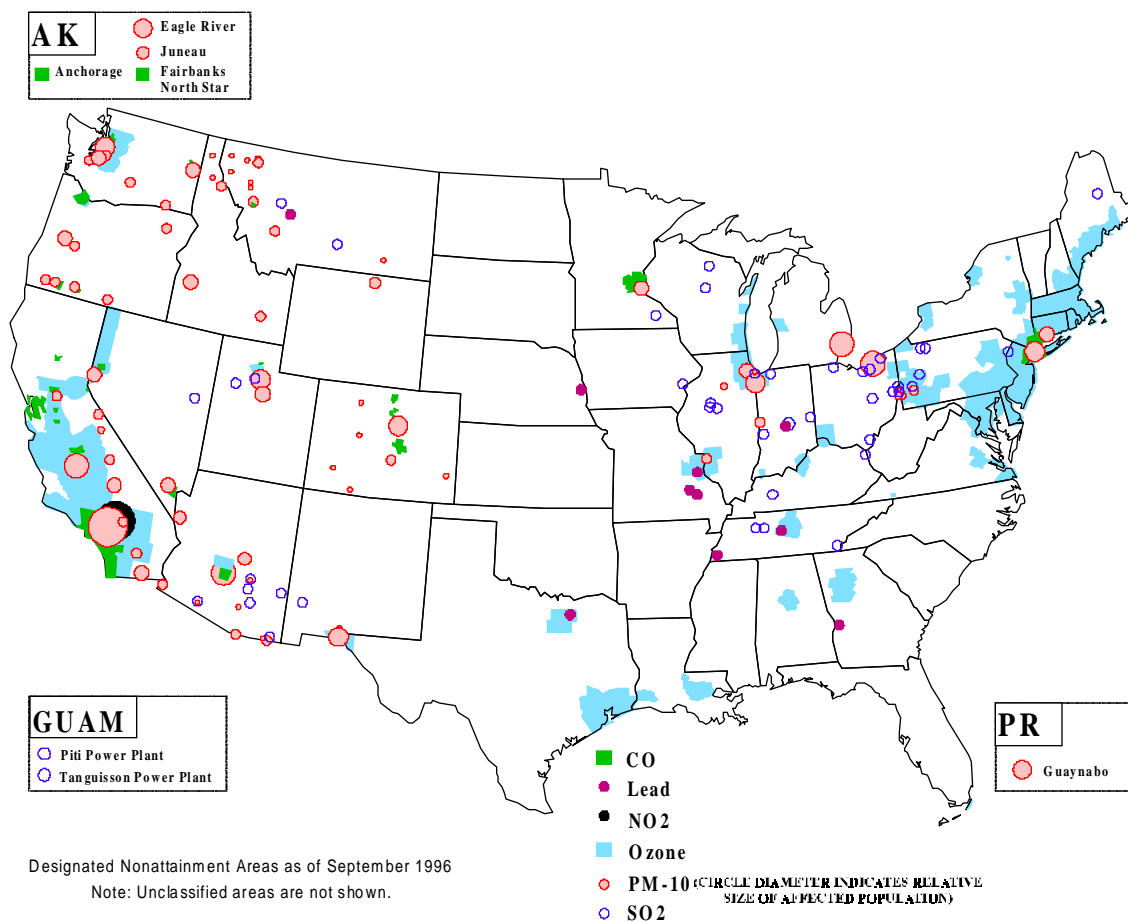 AK
Eagle River
Juneau
Anchorage
Fairbanks
North Star
GUAM
Piti Power Plant
Tanguisson Power Plant
PR
Guaynabo
CO
Lead
NO2
Ozone
PM-10 (CIRCLE DIAMETER INDICATES RELATIVE
SIZE OF AFFECTED POPULATION)
SO2
Designated Nonattainment Areas as of September 1996
Note: Unclassified areas are not shown.